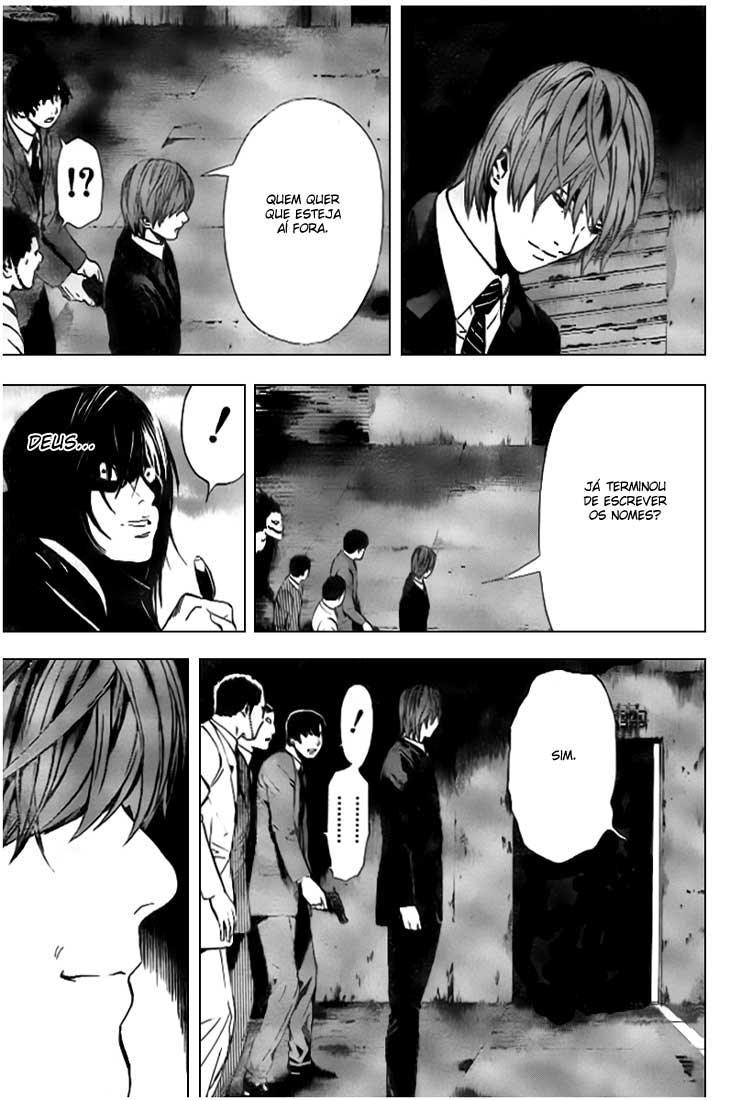 QUEM QUER
QUE ESTEJA
AÍ FORA.
!?
JÁ TERMINOU
DE ESCREVER
OS NOMES?
!
DEUS...
SIM.
!